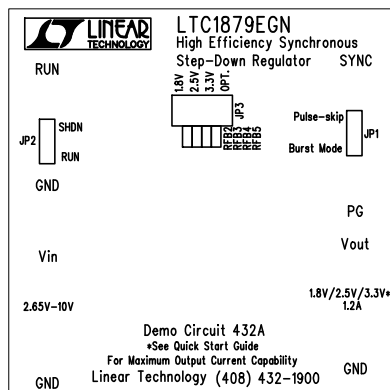 LINEAR
TECHNOLOGY
LTC1879EGN
High Efficiency Synchronous
Step-Down Regulator
RUN
SYNC
1.8V
2.5V
3.3V
OPT.
JP3
RFB2
RFB3
RFB4
RFB5
JP2
SHDN
RUN
Pulse-skip
JP1
Burst Mode
GND
PG
Vin
Vout
2.65V-10V
1.8V/2.5V/3.3V*
1.2A
Demo Circuit 432A
*See Quick Start Guide
For Maximum Output Current Capability
Linear Technology (408) 432-1900
GND
GND